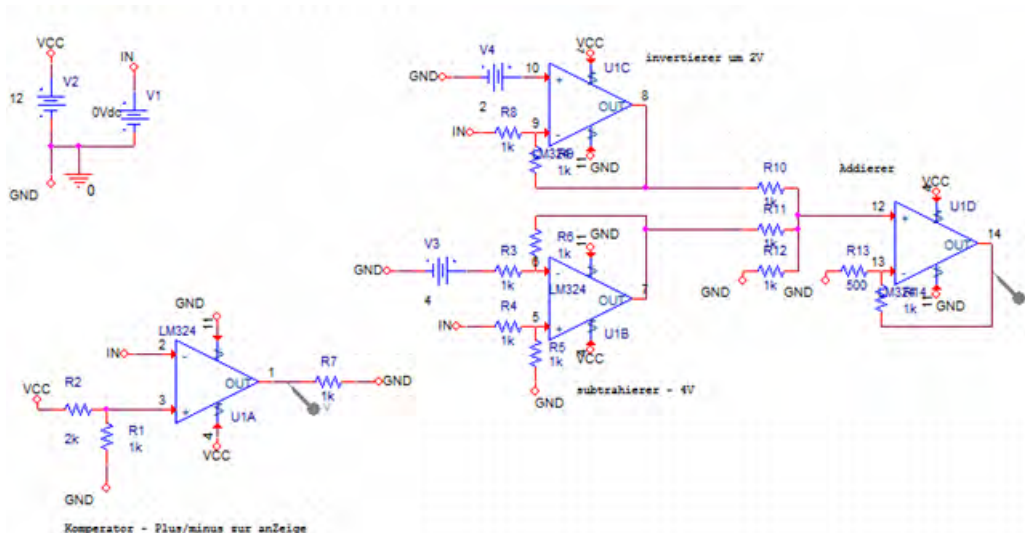 VCC
V2
12
IN
V1
0Vdc
GND
0
V4
GND
2
10
+
VCC
U1C
invertierer um 2V
OUT
8
IN
R8
1k
9
-
11
GND
LM324
1k
R10
1k
R11
1k
R12
1k
GND
Addierer
VCC
12
+
U1D
OUT
14
R13
500
13
-
GND
GND
1k
V3
GND
4
R3
1k
6
-
R6
1k
11
GND
LM324
OUT
7
IN
R4
1k
5
+
R5
1k
U1B
VCC
GND
subtrahierer - 4V
GND
11
LM324
IN
2
-
OUT
1
R7
1k
GND
VCC
R2
2k
3
+
R1
1k
U1A
4
VCC
GND
Komperator - Plus/minus zur anZeige